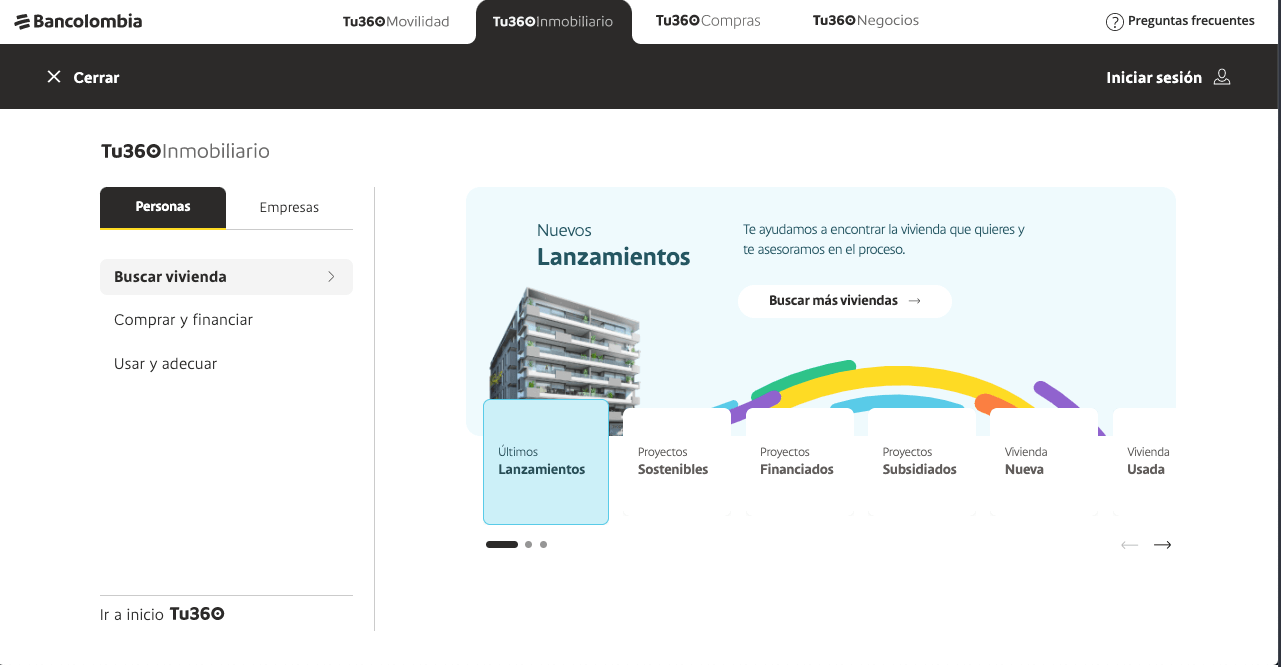 Bancolombia
Tu360Movilidad
Tu360Inmobiliario
Tu360Compras
Tu360Negocios
Preguntas frecuentes
Cerrar
Iniciar sesión
Tu360Inmobiliario
Personas
Empresas
Buscar vivienda
Comprar y financiar
Usar y adecuar
Ir a inicio Tu360
Nuevos
Lanzamientos
Te ayudamos a encontrar la vivienda que quieres y
te asesoramos en el proceso.
Buscar más viviendas →
Últimos
Lanzamientos
Proyectos
Sostenibles
Proyectos
Financiados
Proyectos
Subsidiados
Vivienda
Nueva
Vivienda
Usada